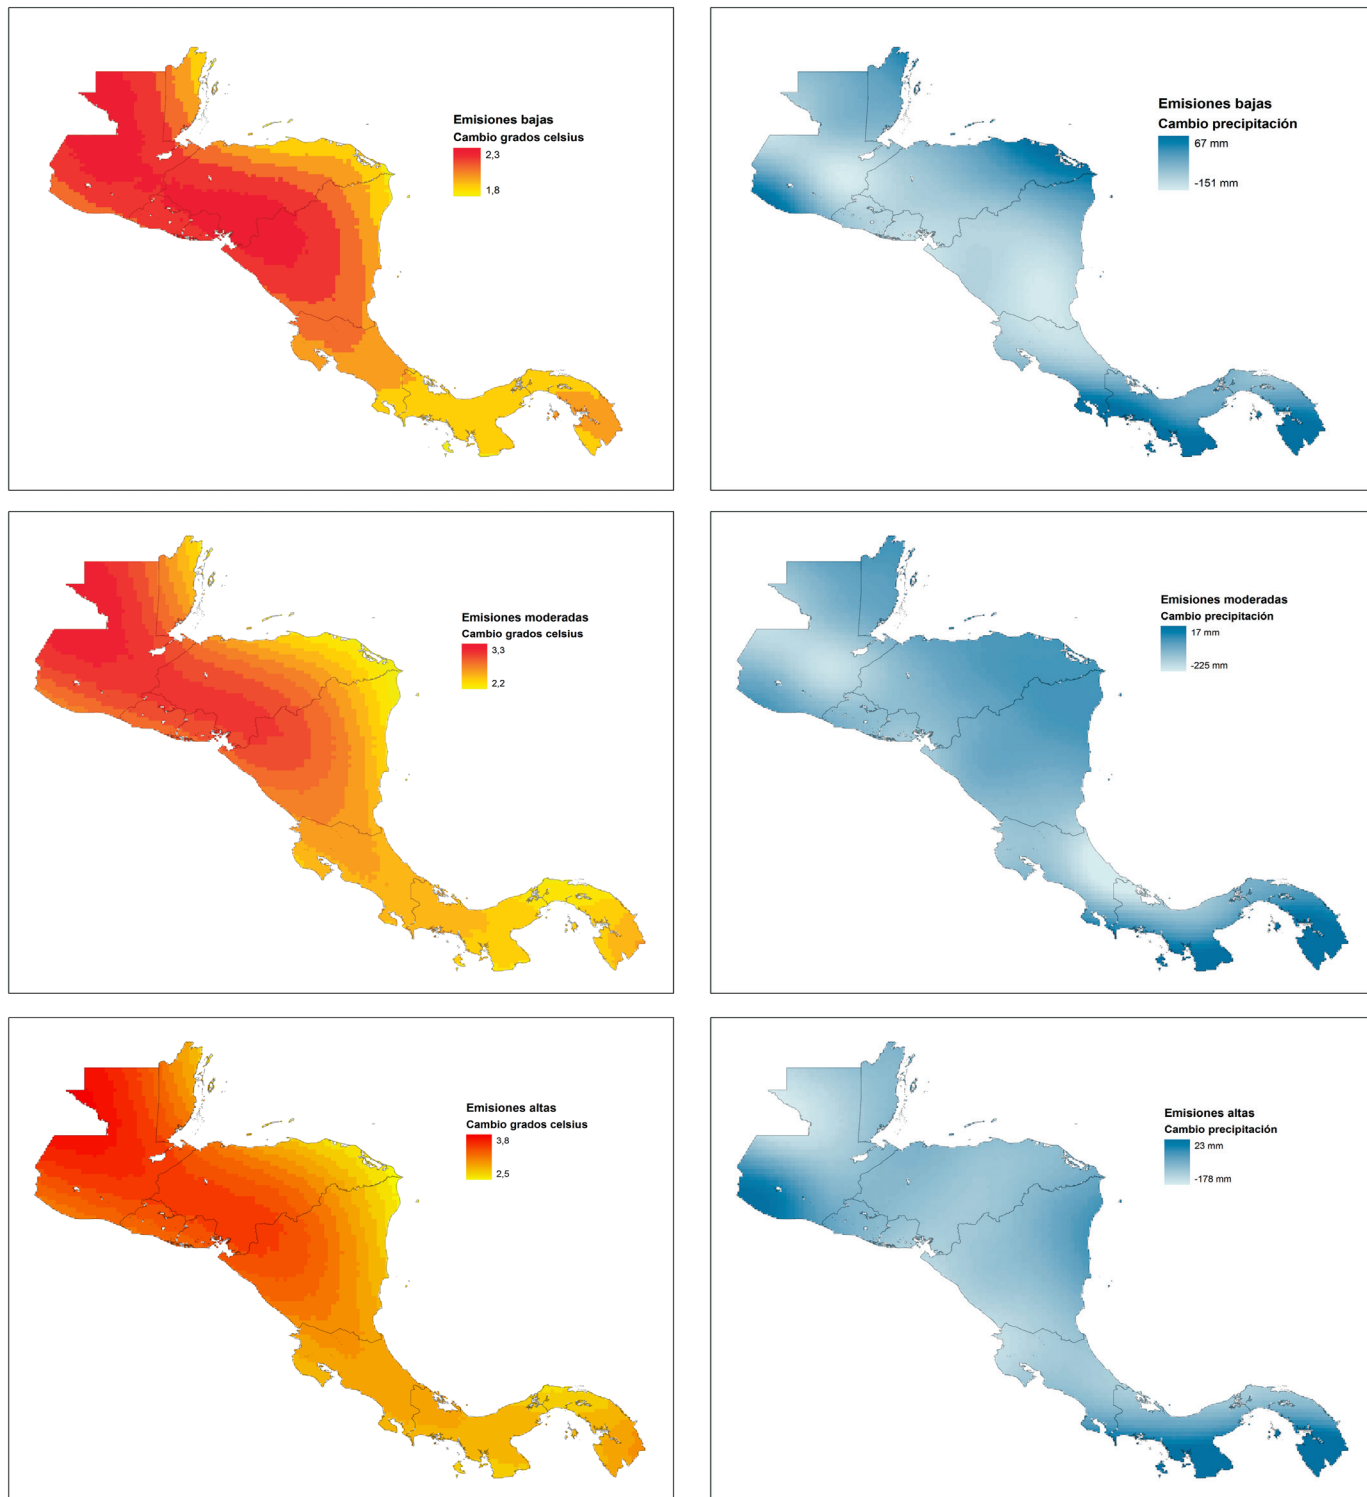 Emisiones bajas
Cambio grados celsius
2,3
1,8
Emisiones bajas
Cambio precipitación
67 mm
-151 mm
Emisiones moderadas
Cambio grados celsius
3,3
2,2
Emisiones moderadas
Cambio precipitación
17 mm
-225 mm
Emisiones altas
Cambio grados celsius
3,8
2,5
Emisiones altas
Cambio precipitación
23 mm
-178 mm